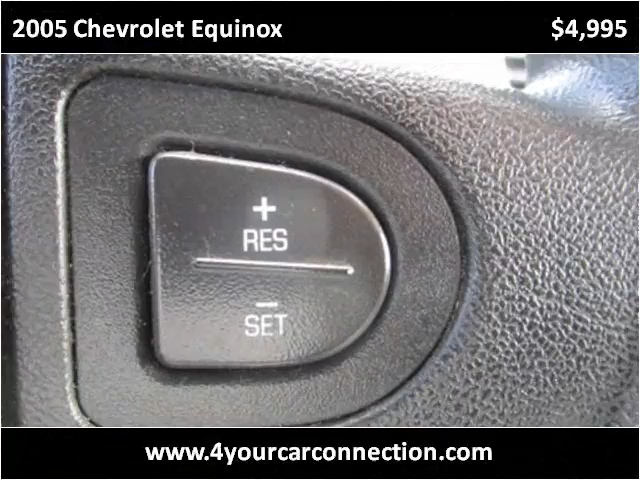 2005 Chevrolet Equinox $4,995
+
RES
−
SET
www.4yourcarconnection.com